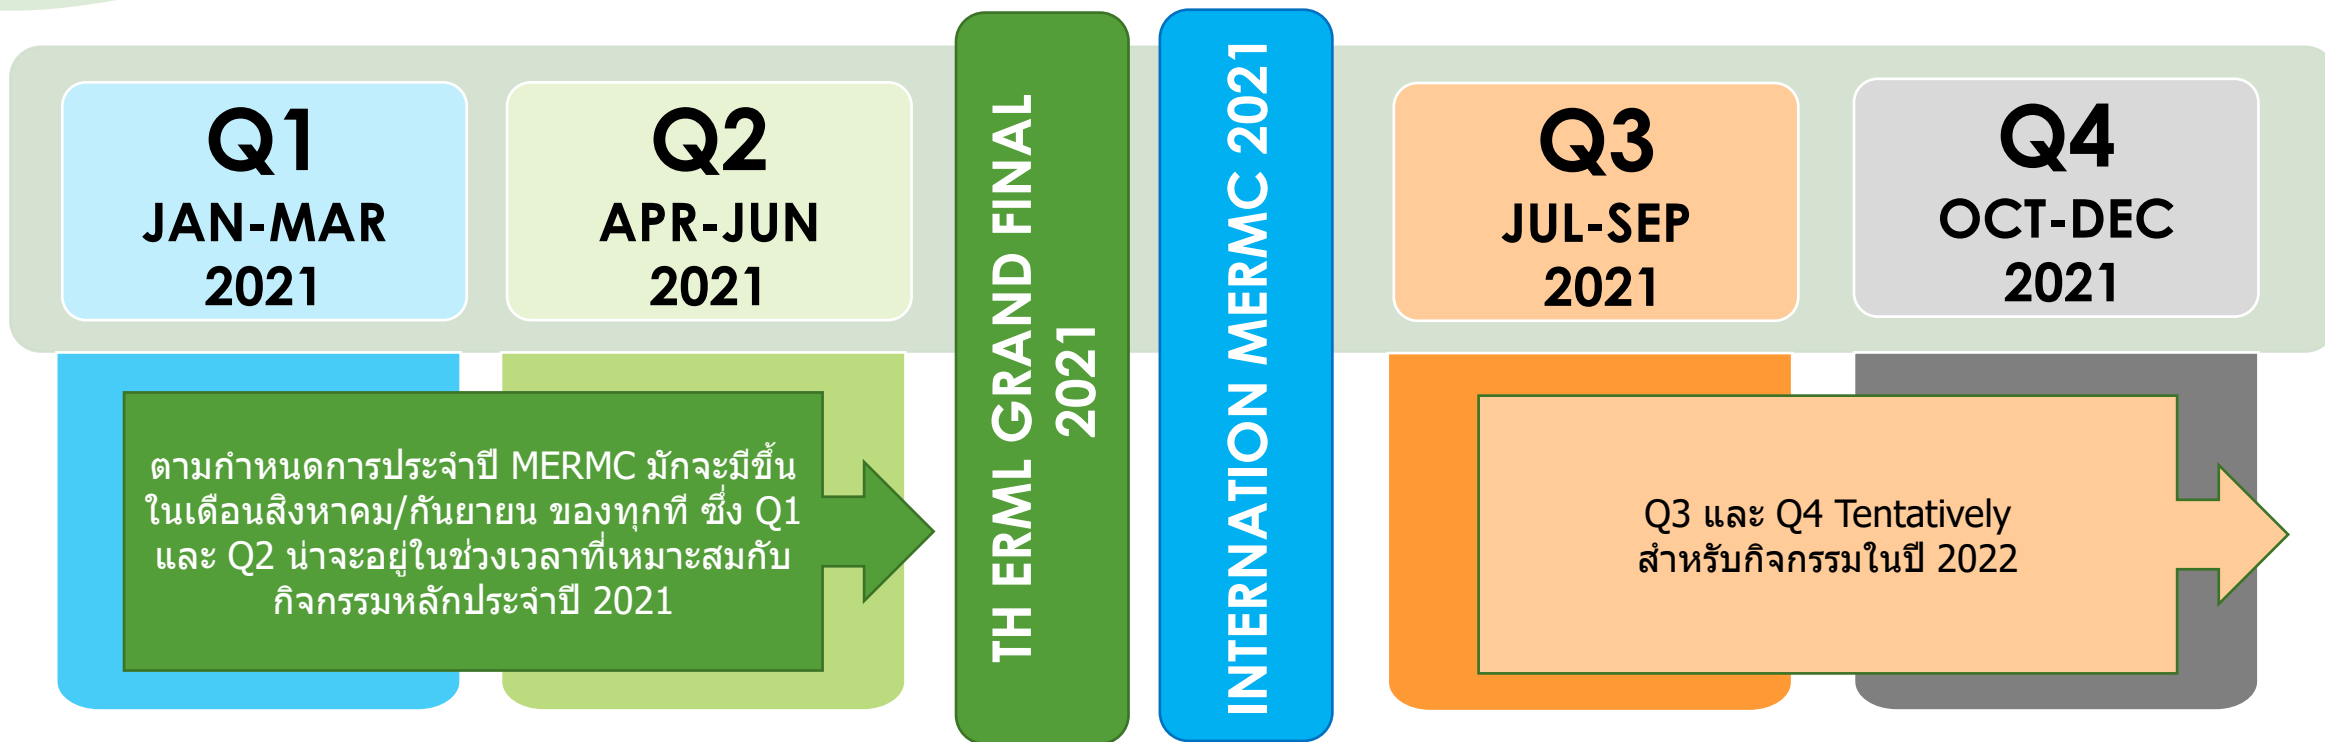 Q1
JAN-MAR
2021
Q2
APR-JUN
2021
TH ERML GRAND FINAL
2021
INTERNATION MERMC 2021
Q3
JUL-SEP
2021
Q4
OCT-DEC
2021
ตามกำหนดการประจำปี MERMC มักจะมีขึ้น
ในเดือนสิงหาคม/กันยายน ของทุกที ซึ่ง Q1
และ Q2 น่าจะอยู่ในช่วงเวลาที่เหมาะสมกับ
กิจกรรมหลักประจำปี 2021
Q3 และ Q4 Tentatively
สำหรับกิจกรรมในปี 2022